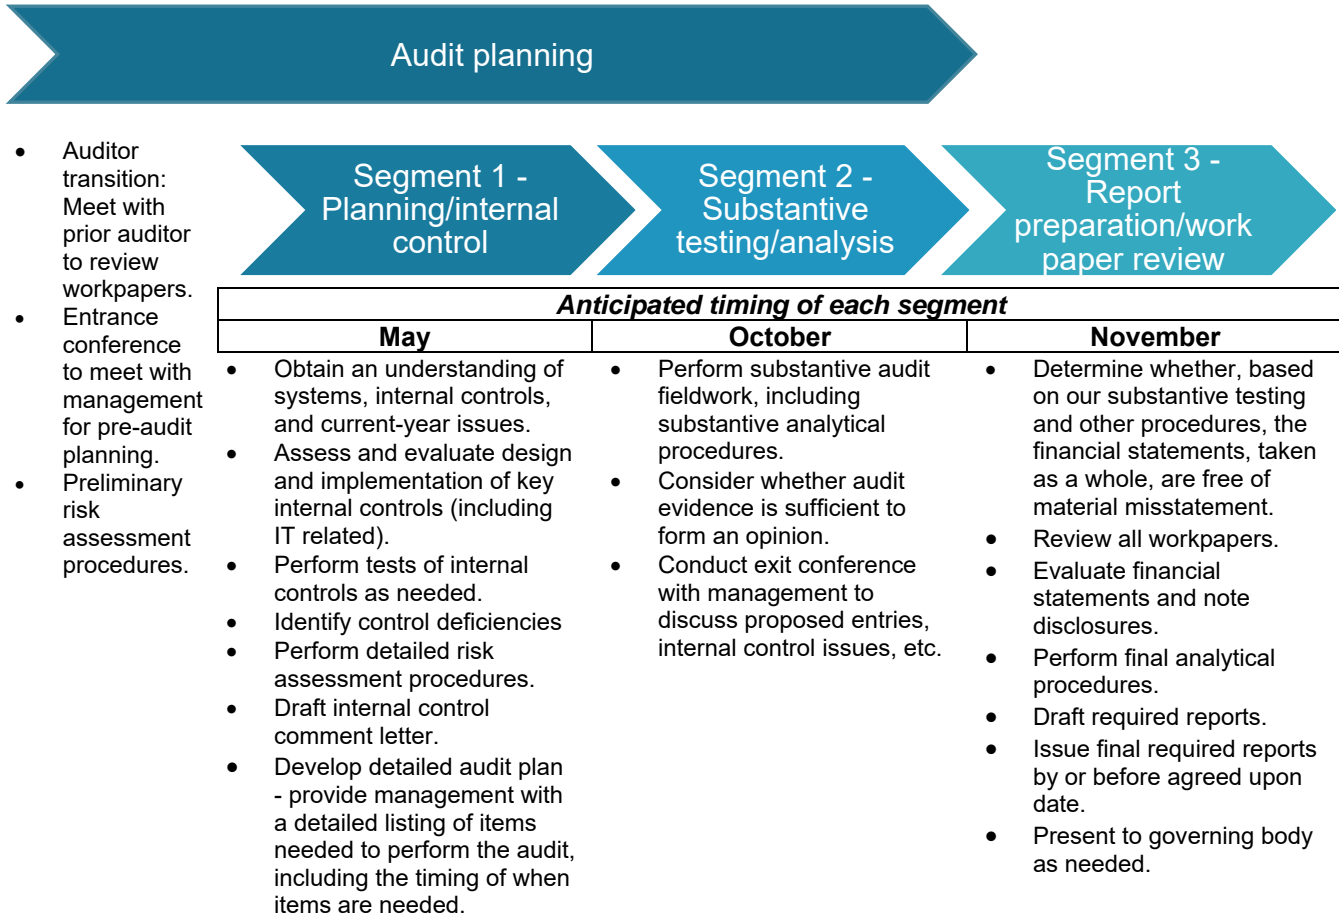 Audit planning
• Auditor
transition:
Meet with
prior auditor
to review
workpapers.
• Entrance
conference
to meet with
management
for pre-audit
planning.
• Preliminary
risk
assessment
procedures.
Segment 1 -
Planning/internal
control
Segment 2 -
Substantive
testing/analysis
Segment 3 -
Report
preparation/work
paper review
Anticipated timing of each segment
May
October
November
• Obtain an understanding of
systems, internal controls,
and current-year issues.
• Assess and evaluate design
and implementation of key
internal controls (including
IT related).
• Perform tests of internal
controls as needed.
• Identify control deficiencies
• Perform detailed risk
assessment procedures.
• Draft internal control
comment letter.
• Develop detailed audit plan
- provide management with
a detailed listing of items
needed to perform the audit,
including the timing of when
items are needed.
• Perform substantive audit
fieldwork, including
substantive analytical
procedures.
• Consider whether audit
evidence is sufficient to
form an opinion.
• Conduct exit conference
with management to
discuss proposed entries,
internal control issues, etc.
• Determine whether, based
on our substantive testing
and other procedures, the
financial statements, taken
as a whole, are free of
material misstatement.
• Review all workpapers.
• Evaluate financial
statements and note
disclosures.
• Perform final analytical
procedures.
• Draft required reports.
• Issue final required reports
by or before agreed upon
date.
• Present to governing body
as needed.